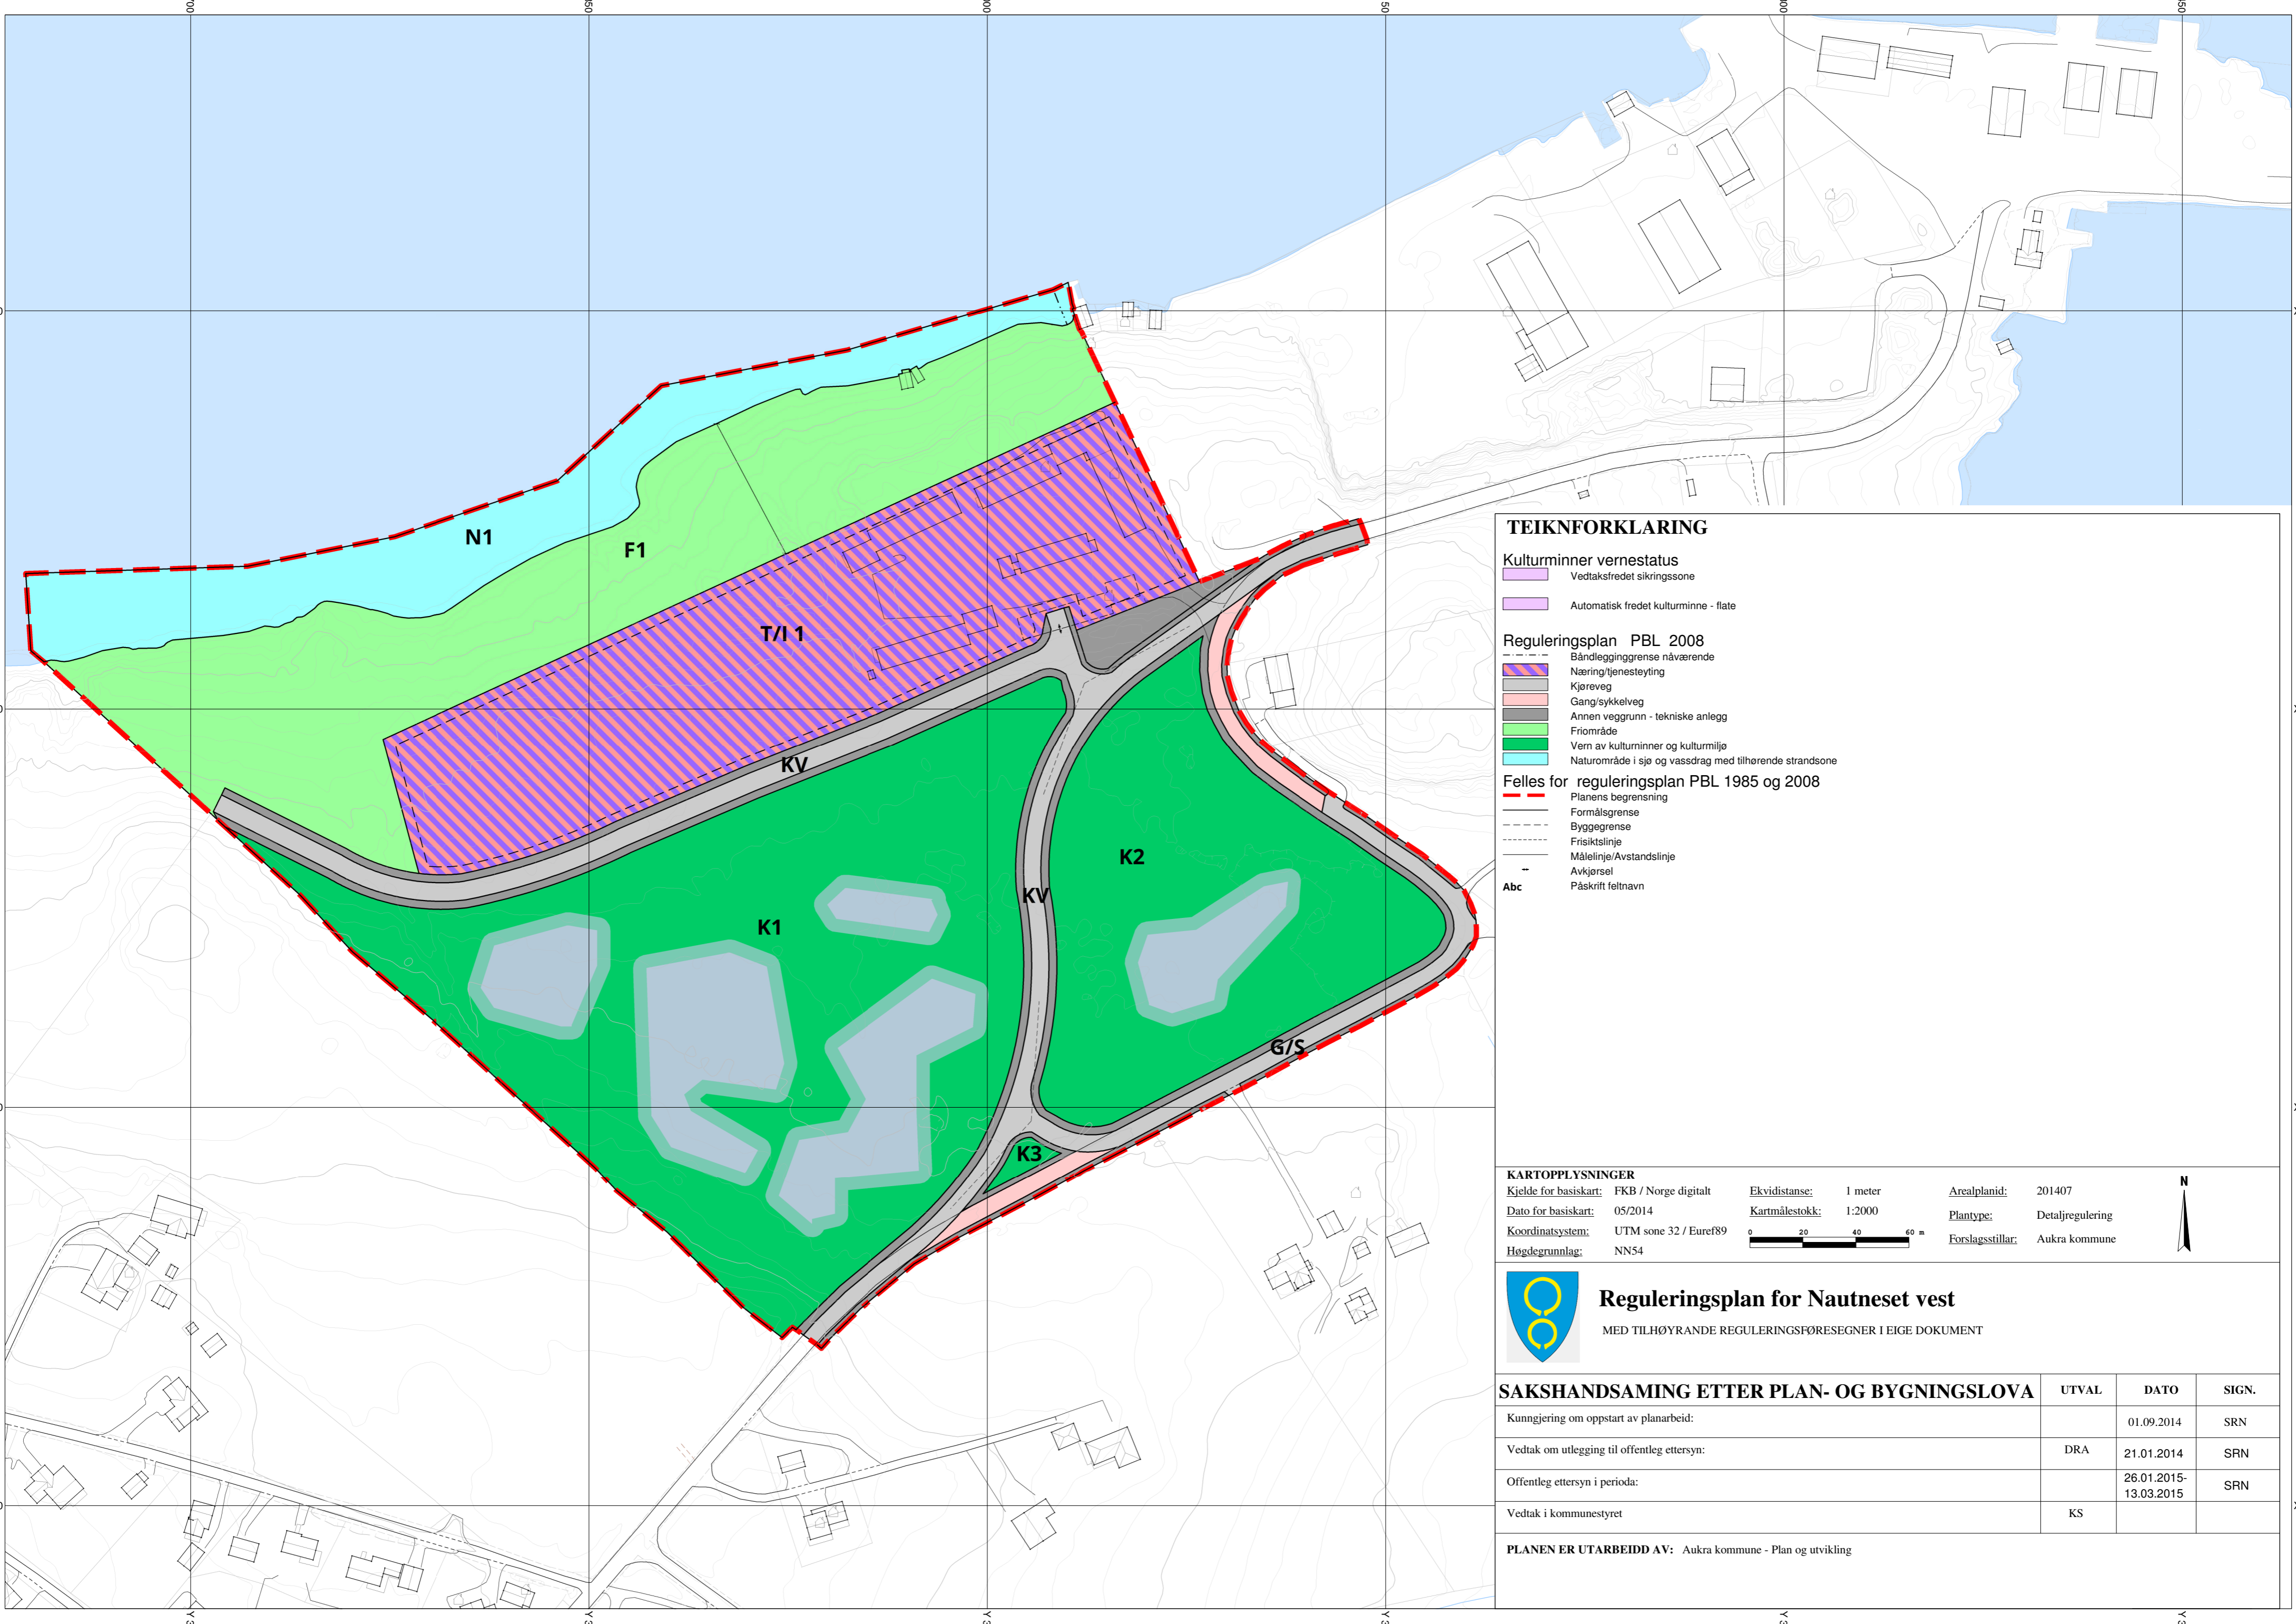 N1
F1
T/I 1
KV
K2
KV
K1
G/S
K3
TEIKNFORKLARING
Kulturminner vernestatus
Vedtaksfredet sikringssone
Automatisk fredet kulturminne - flate
Reguleringsplan PBL 2008
Båndlegginggrense nåværende
Næring/tjenesteyting
Kjøreveg
Gang/sykkelveg
Annen veggrunn - tekniske anlegg
Friområde
Vern av kulturninner og kulturmiljø
Naturområde i sjø og vassdrag med tilhørende strandsone
Felles for reguleringsplan PBL 1985 og 2008
Planens begrensning
Formålsgrense
Byggegrense
Frisiktslinje
Målelinje/Avstandslinje
Avkjørsel
Abc Påskrift feltnavn
KARTOPPLYSNINGER
Kjelde for basiskart: FKB / Norge digitalt Ekvidistanse: 1 meter Arealplanid: 201407
Dato for basiskart: 05/2014 Kartmålestokk: 1:2000 Plantype: Detaljregulering
Koordinatsystem: UTM sone 32 / Euref89 0 20 40 60 m Forslagsstillar: Aukra kommune
Høgdegrunnlag: NN54
N
Reguleringsplan for Nautneset vest
MED TILHØYRANDE REGULERINGSFØRESEGNER I EIGE DOKUMENT
SAKSHANDSAMING ETTER PLAN- OG BYGNINGSLOVA UTVAL DATO SIGN.
Kunngjering om oppstart av planarbeid: 01.09.2014 SRN
Vedtak om utlegging til offentleg ettersyn: DRA 21.01.2014 SRN
Offentleg ettersyn i perioda: 26.01.2015-
13.03.2015 SRN
Vedtak i kommunestyret KS
PLANEN ER UTARBEIDD AV: Aukra kommune - Plan og utvikling